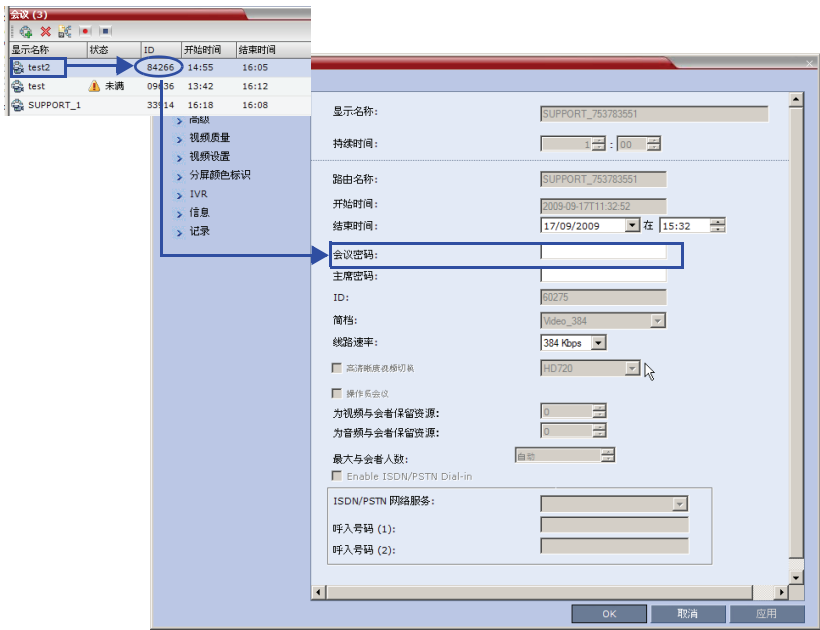 会议 (3)
显示名称 状态 ID 开始时间 结束时间
test2 84266 14:55 16:05
test 未满 09636 13:42 16:12
SUPPORT_1 33914 16:18 16:08
高级
视频质量
视频设置
分屏颜色标识
IVR
信息
记录
显示名称: SUPPORT_753783551
持续时间: 1 : 00
路由名称: SUPPORT_753783551
开始时间: 2009-09-17T11:32:52
结束时间: 17/09/2009 在 15:32
会议密码:
主席密码:
ID: 60275
简档: Video_384
线路速率: 384 Kbps
高清晰度视频切换 HD720
操作员会议
为视频与会者保留资源: 0
为音频与会者保留资源: 0
最大与会者人数: 自动
Enable ISDN/PSTN Dial-in
ISDN/PSTN 网络服务:
呼入号码 (1):
呼入号码 (2):
OK 取消 应用